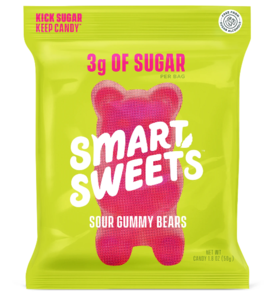 KICK SUGAR
KEEP CANDY
3g OF SUGAR
PER BAG
SMART
SWEETS
SOUR GUMMY BEARS
NET WT
CANDY 1.8 OZ (50g)